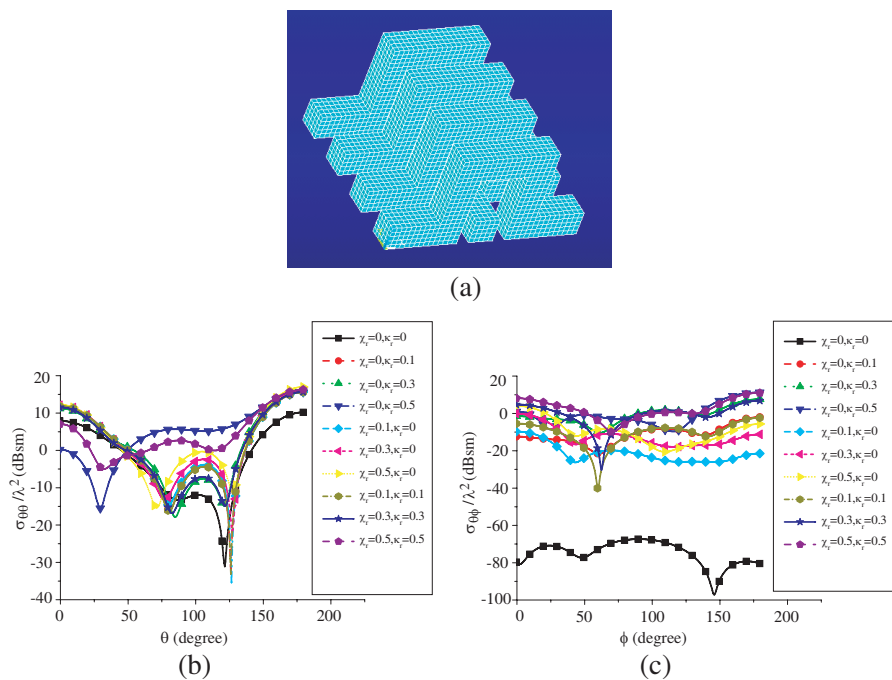 (a)
χr=0,κr=0
χr=0,κr=0.1
χr=0,κr=0.3
χr=0,κr=0.5
χr=0.1,κr=0
χr=0.3,κr=0
χr=0.5,κr=0
χr=0.1,κr=0.1
χr=0.3,κr=0.3
χr=0.5,κr=0.5
20
10
0
-10
-20
-30
-40
0 50 100 150 200
σθθ/λ² (dBsm)
θ (degree)
(b)
χr=0,κr=0
χr=0,κr=0.1
χr=0,κr=0.3
χr=0,κr=0.5
χr=0.1,κr=0
χr=0.3,κr=0
χr=0.5,κr=0
χr=0.1,κr=0.1
χr=0.3,κr=0.3
χr=0.5,κr=0.5
20
0
-20
-40
-60
-80
-100
0 50 100 150 200
σθϕ/λ² (dBsm)
ϕ (degree)
(c)